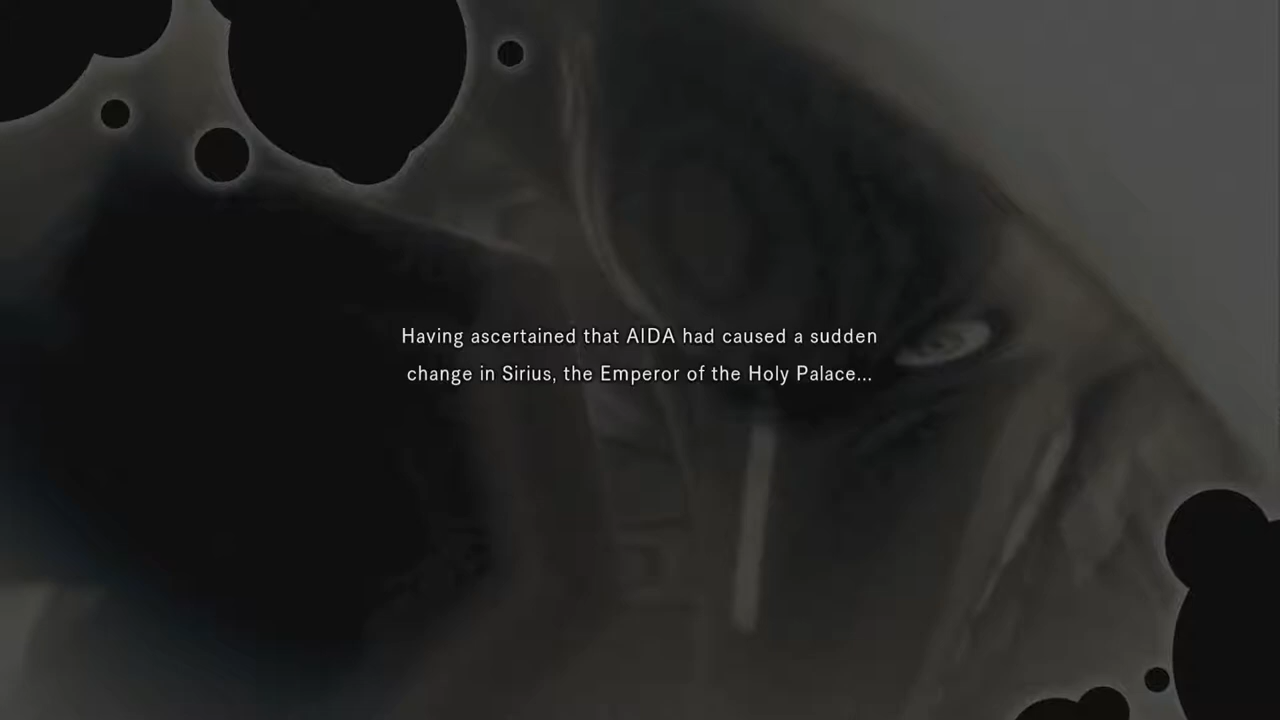 Having ascertained that AIDA had caused a sudden
change in Sirius, the Emperor of the Holy Palace...